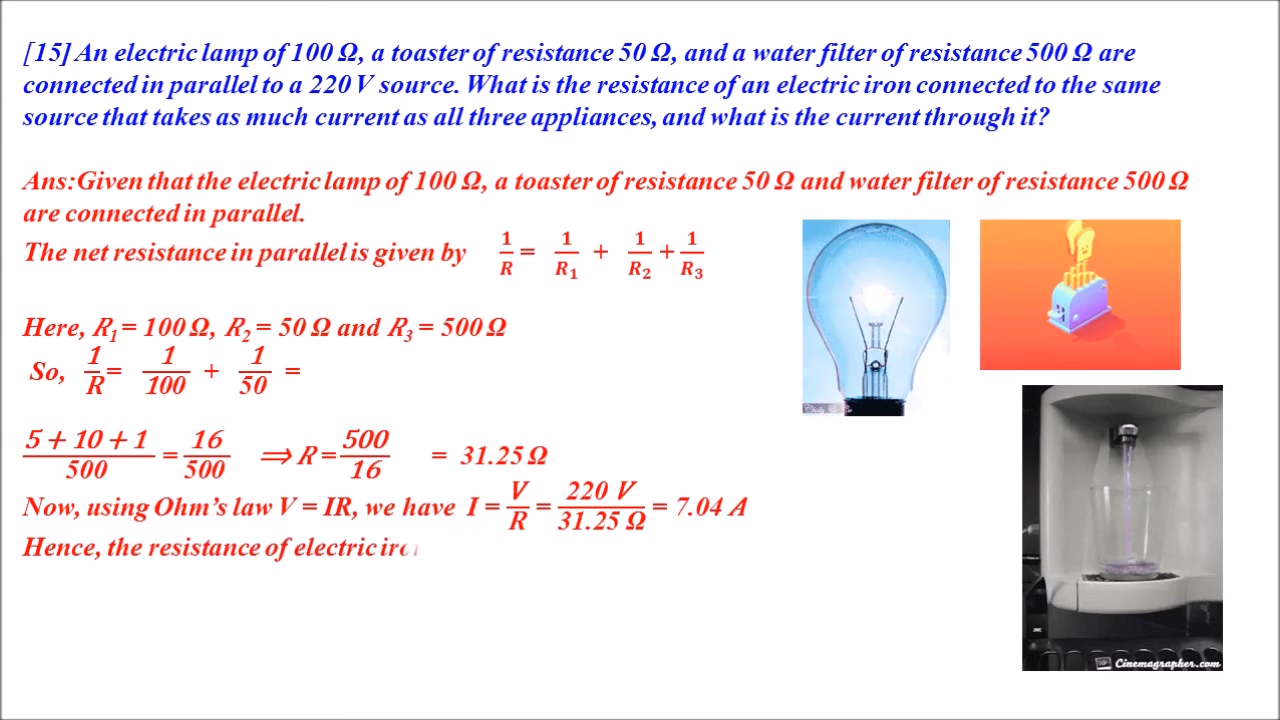 [15] An electric lamp of 100 Ω, a toaster of resistance 50 Ω, and a water filter of resistance 500 Ω are
connected in parallel to a 220 V source. What is the resistance of an electric iron connected to the same
source that takes as much current as all three appliances, and what is the current through it?
Ans:Given that the electric lamp of 100 Ω, a toaster of resistance 50 Ω and water filter of resistance 500 Ω
are connected in parallel.
The net resistance in parallel is given by 1/R = 1/R₁ + 1/R₂ + 1/R₃
Here, R₁ = 100 Ω, R₂ = 50 Ω and R₃ = 500 Ω
So, 1/R = 1/100 + 1/50 =
5 + 10 + 1/500 = 16/500 ⟹ R = 500/16 = 31.25 Ω
Now, using Ohm's law V = IR, we have I = V/R = 220 V/31.25 Ω = 7.04 A
Hence, the resistance of electric
Cinemagrapher.com